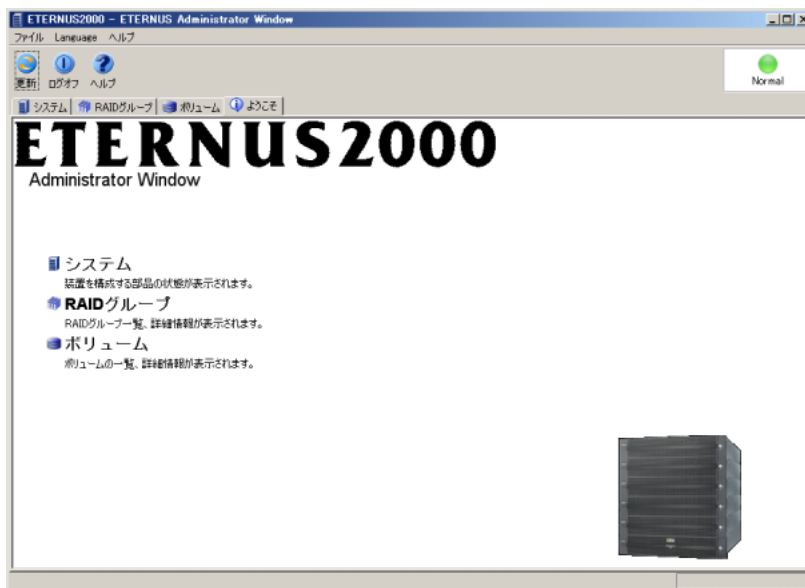 ETERNUS2000 - ETERNUS Administrator Window
ファイル Language ヘルプ
更新 ログオフ ヘルプ
Normal
システム RAIDグループ ボリューム ようこそ
ETERNUS2000
Administrator Window
システム
装置を構成する部品の状態が表示されます。
RAIDグループ
RAIDグループ一覧、詳細情報が表示されます。
ボリューム
ボリュームの一覧、詳細情報が表示されます。